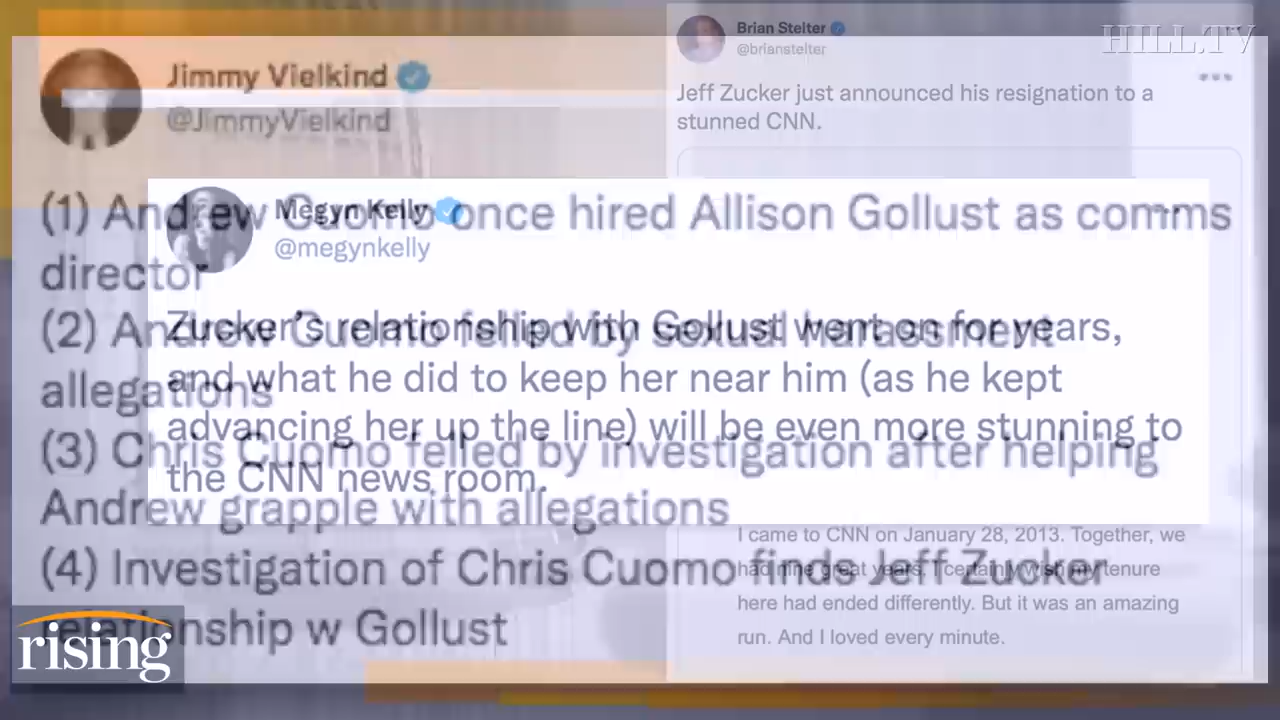 HILL.TV
Brian Stelter
@brianstelter
Jeff Zucker just announced his resignation to a
stunned CNN.
Jimmy Vielkind
@JimmyVielkind
(1) Andrew Cuomo once hired Allison Gollust as comms
director
(2) Andrew Cuomo felled by sexual harassment
allegations
(3) Chris Cuomo felled by investigation after helping
Andrew grapple with allegations
(4) Investigation of Chris Cuomo finds Jeff Zucker
relationship w Gollust
Megyn Kelly
@megynkelly
Zucker's relationship with Gollust went on for years,
and what he did to keep her near him (as he kept
advancing her up the line) will be even more stunning to
the CNN news room.
I came to CNN on January 28, 2013. Together, we
had nine great years. I certainly wish my tenure
here had ended differently. But it was an amazing
run. And I loved every minute.
rising